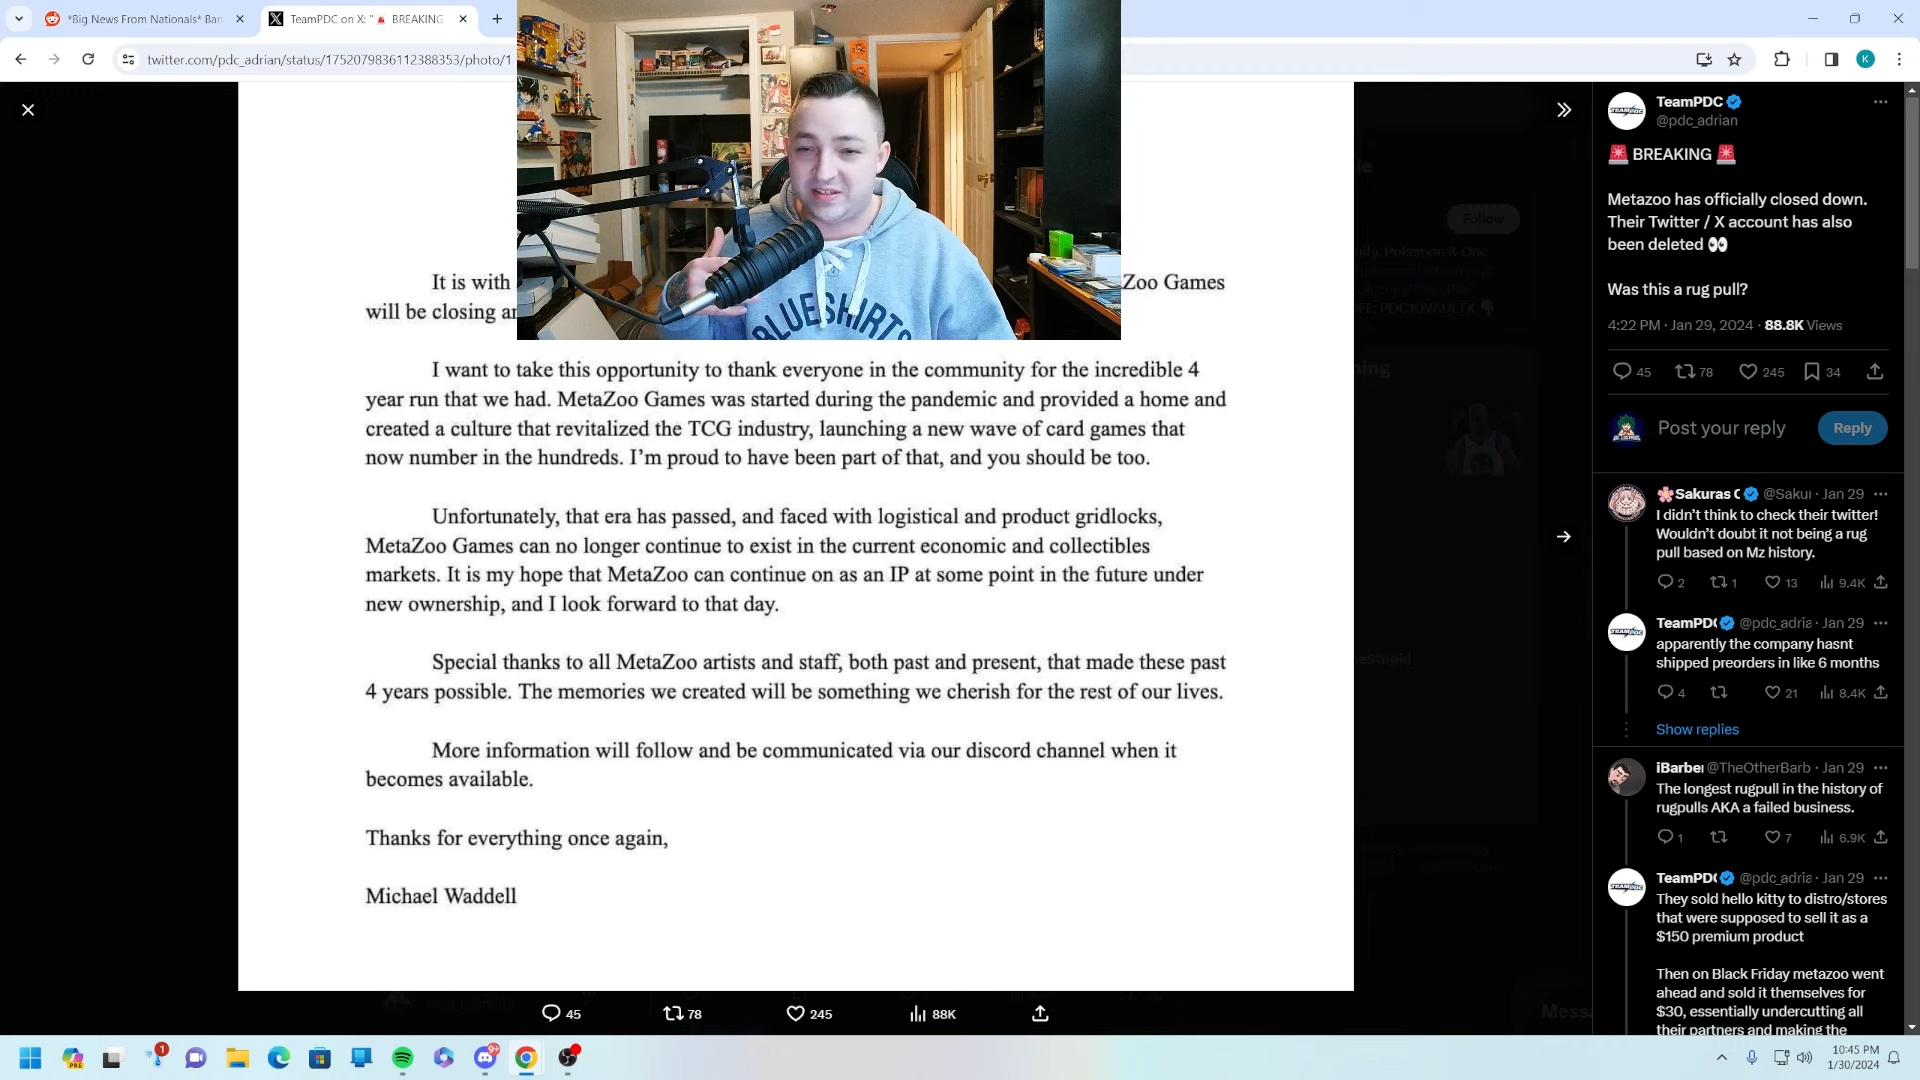 *Big News From Nationals* Ban
TeamPDC on X: "🚨 BREAKING
twitter.com/pdc_adrian/status/1752079836112388353/photo/1
K
It is with
Zoo Games
will be closing
I want to take this opportunity to thank everyone in the community for the incredible 4
year run that we had. MetaZoo Games was started during the pandemic and provided a home and
created a culture that revitalized the TCG industry, launching a new wave of card games that
now number in the hundreds. I'm proud to have been part of that, and you should be too.
Unfortunately, that era has passed, and faced with logistical and product gridlocks,
MetaZoo Games can no longer continue to exist in the current economic and collectibles
markets. It is my hope that MetaZoo can continue on as an IP at some point in the future under
new ownership, and I look forward to that day.
Special thanks to all MetaZoo artists and staff, both past and present, that made these past
4 years possible. The memories we created will be something we cherish for the rest of our lives.
More information will follow and be communicated via our discord channel when it
becomes available.
Thanks for everything once again,
Michael Waddell
BLUESHIRTS
45 78 245 88K
Follow
TeamPDC
@pdc_adrian
🚨 BREAKING 🚨
Metazoo has officially closed down.
Their Twitter / X account has also
been deleted 👀
Was this a rug pull?
4:22 PM · Jan 29, 2024 · 88.8K Views
45 78 245 34
Post your reply
Reply
🌸Sakuras C @Sakur · Jan 29
I didn't think to check their twitter!
Wouldn't doubt it not being a rug
pull based on Mz history.
2 1 13 9.4K
TeamPDC @pdc_adria · Jan 29
apparently the company hasnt
shipped preorders in like 6 months
4 21 8.4K
Show replies
iBarber @TheOtherBarb · Jan 29
The longest rugpull in the history of
rugpulls AKA a failed business.
1 7 6.9K
TeamPDC @pdc_adria · Jan 29
They sold hello kitty to distro/stores
that were supposed to sell it as a
$150 premium product
Then on Black Friday metazoo went
ahead and sold it themselves for
$30, essentially undercutting all
their partners and making the
PRE
1
9+
10:45 PM
1/30/2024